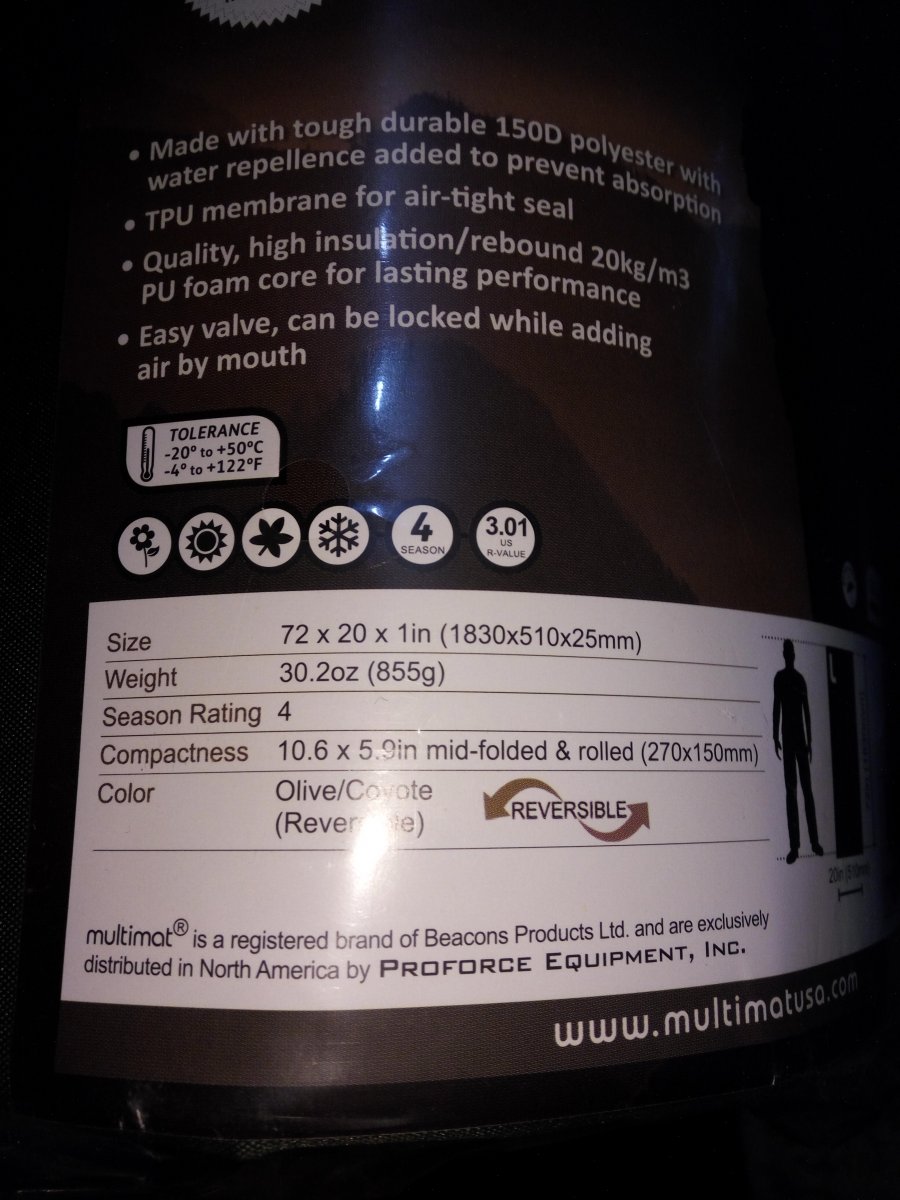 • Made with tough durable 150D polyester with
water repellence added to prevent absorption
• TPU membrane for air-tight seal
• Quality, high insulation/rebound 20kg/m3
PU foam core for lasting performance
• Easy valve, can be locked while adding
air by mouth
TOLERANCE
-20° to +50°C
-4° to +122°F
4
SEASON
3.01
US
R-VALUE
Size 72 x 20 x 1in (1830x510x25mm)
Weight 30.2oz (855g)
Season Rating 4
Compactness 10.6 x 5.9in mid-folded & rolled (270x150mm)
Color Olive/Coyote
(Reversible)
REVERSIBLE
20in (510mm)
multimat® is a registered brand of Beacons Products Ltd. and are exclusively
distributed in North America by PROFORCE EQUIPMENT, INC.
www.multimatusa.com